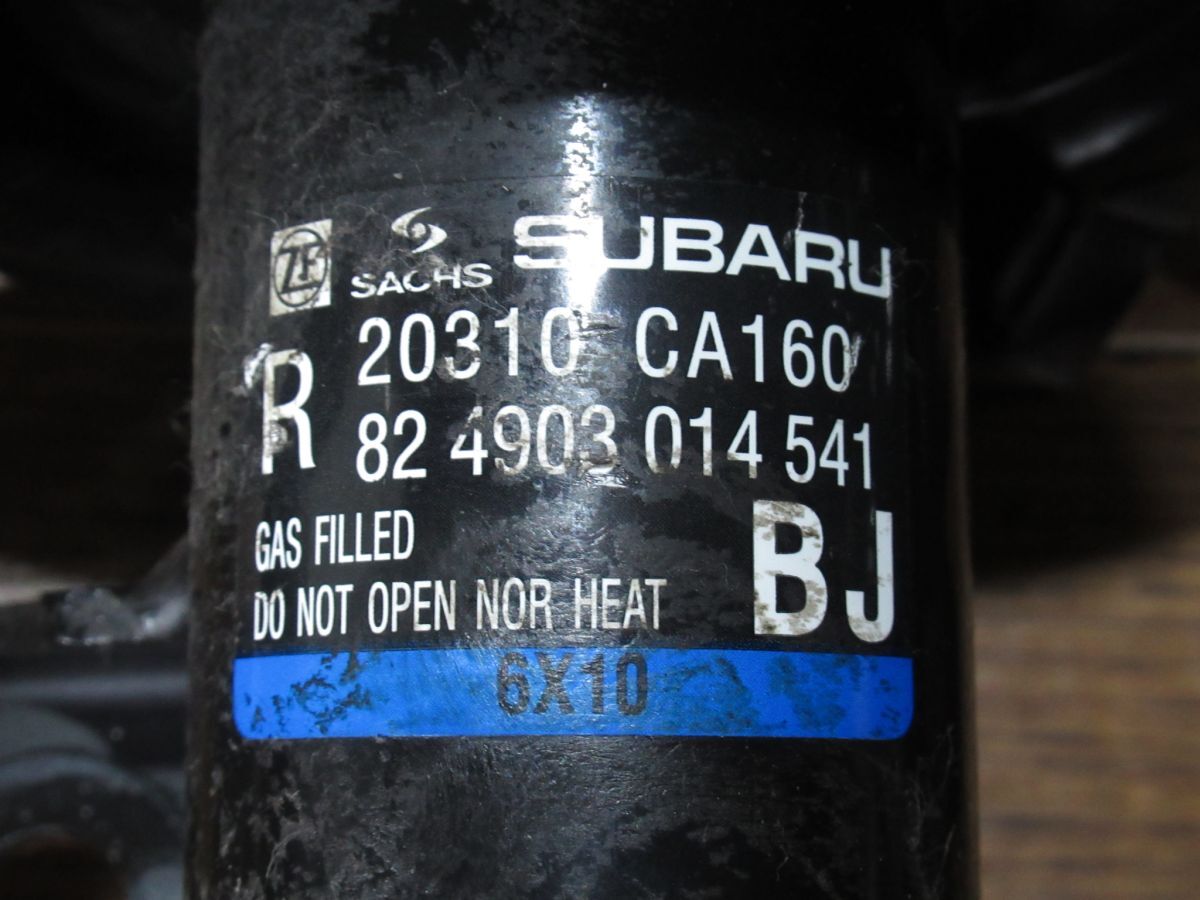 ZF SACHS SUBARU
R 20310 CA160
82 4903 014 541
GAS FILLED
DO NOT OPEN NOR HEAT
BJ
6X10